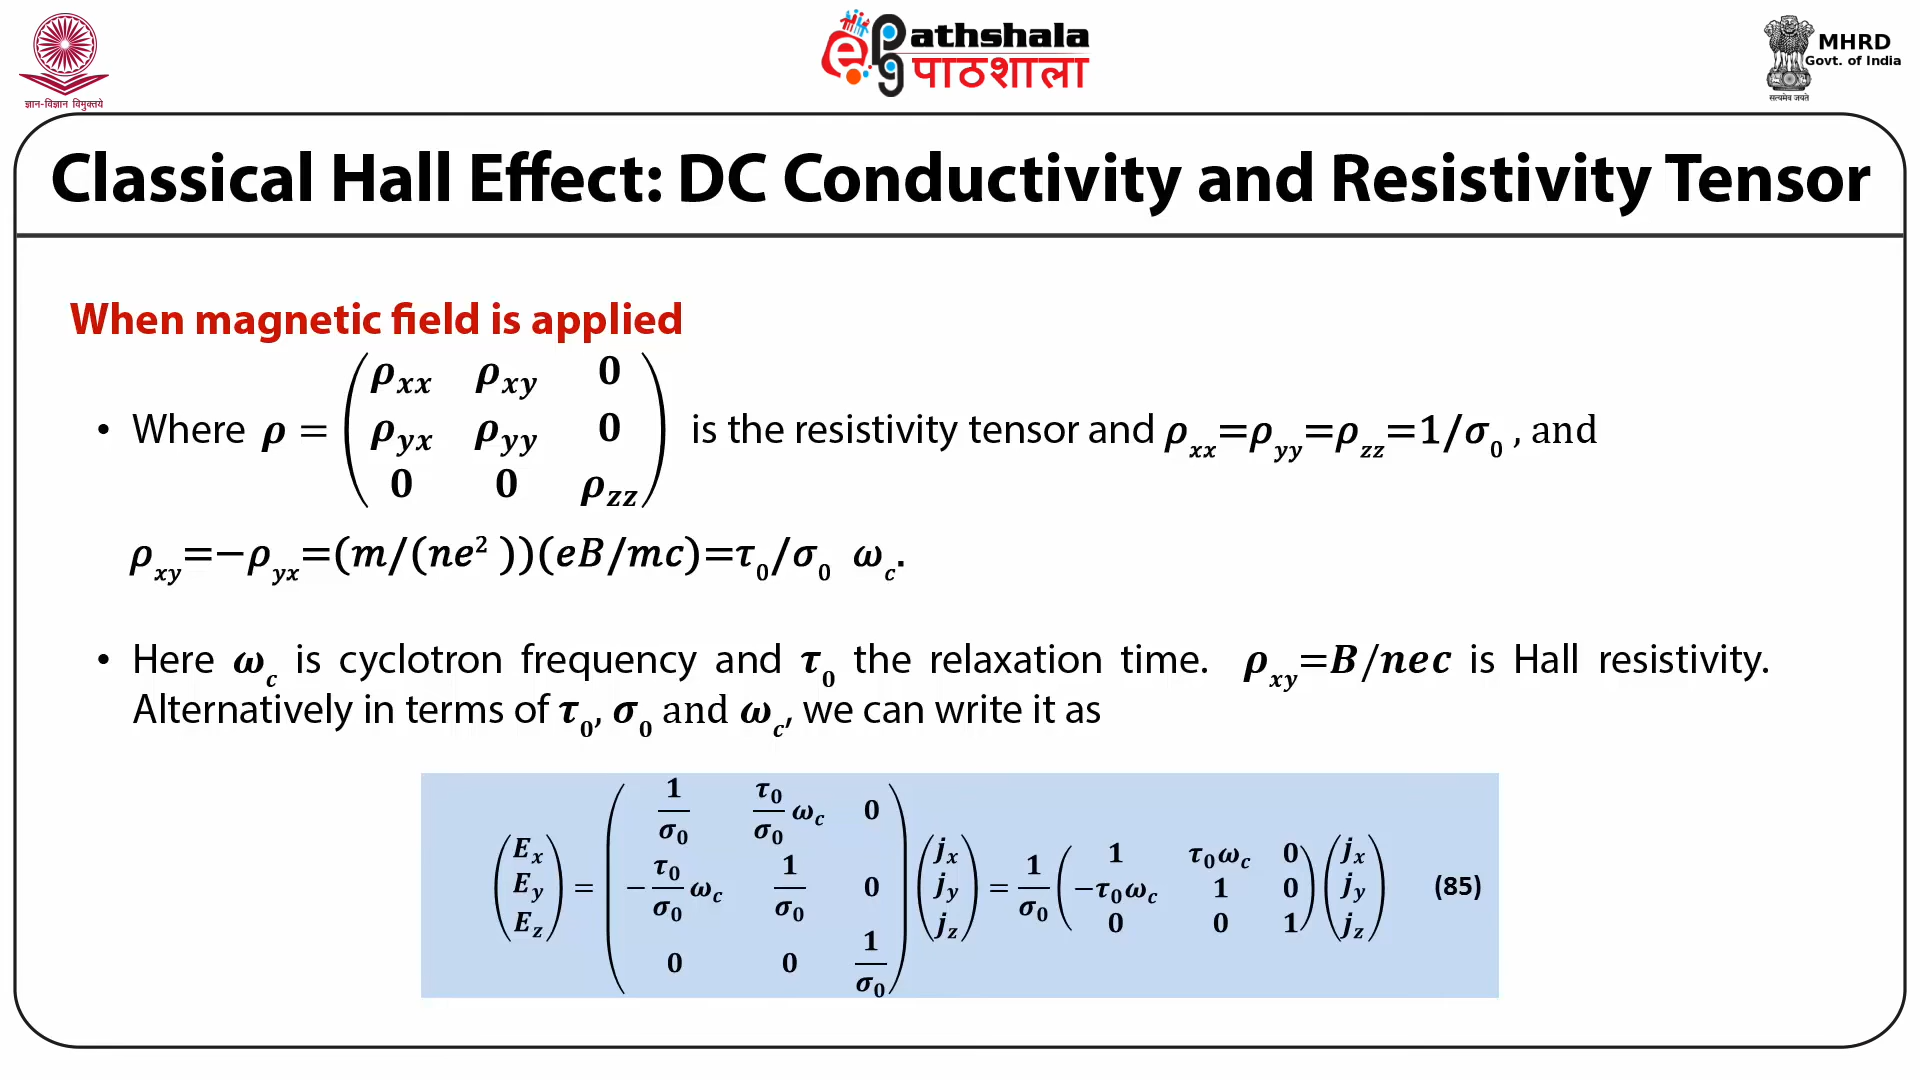 ज्ञान-विज्ञान विमुक्तये
ePathshala
पाठशाला
MHRD
Govt. of India
सत्यमेव जयते
Classical Hall Effect: DC Conductivity and Resistivity Tensor
When magnetic field is applied
• Where ρ = (ρxx ρxy 0; ρyx ρyy 0; 0 0 ρzz) is the resistivity tensor and ρxx=ρyy=ρzz=1/σ0 , and
ρxy=−ρyx=(m/(ne² ))(eB/mc)=τ0/σ0 ωc.
• Here ωc is cyclotron frequency and τ0 the relaxation time. ρxy=B/nec is Hall resistivity.
Alternatively in terms of τ0, σ0 and ωc, we can write it as
(Ex; Ey; Ez) = (1/σ0 τ0/σ0 ωc 0; −τ0/σ0 ωc 1/σ0 0; 0 0 1/σ0) (jx; jy; jz) = 1/σ0 (1 τ0ωc 0; −τ0ωc 1 0; 0 0 1) (jx; jy; jz) (85)